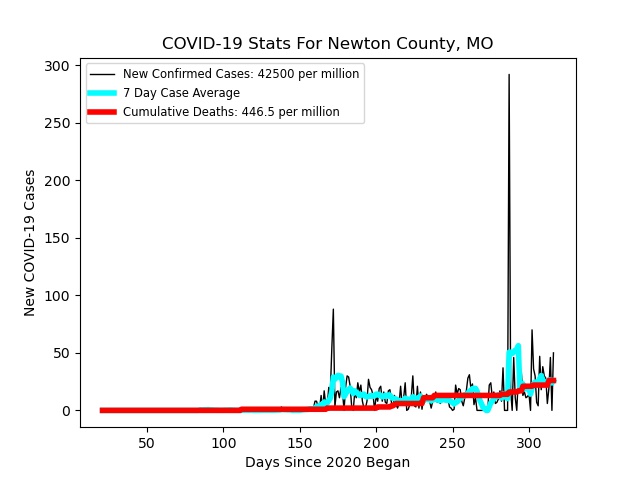 COVID-19 Stats For Newton County, MO
New Confirmed Cases: 42500 per million
7 Day Case Average
Cumulative Deaths: 446.5 per million
New COVID-19 Cases
300
250
200
150
100
50
0
50
100
150
200
250
300
Days Since 2020 Began